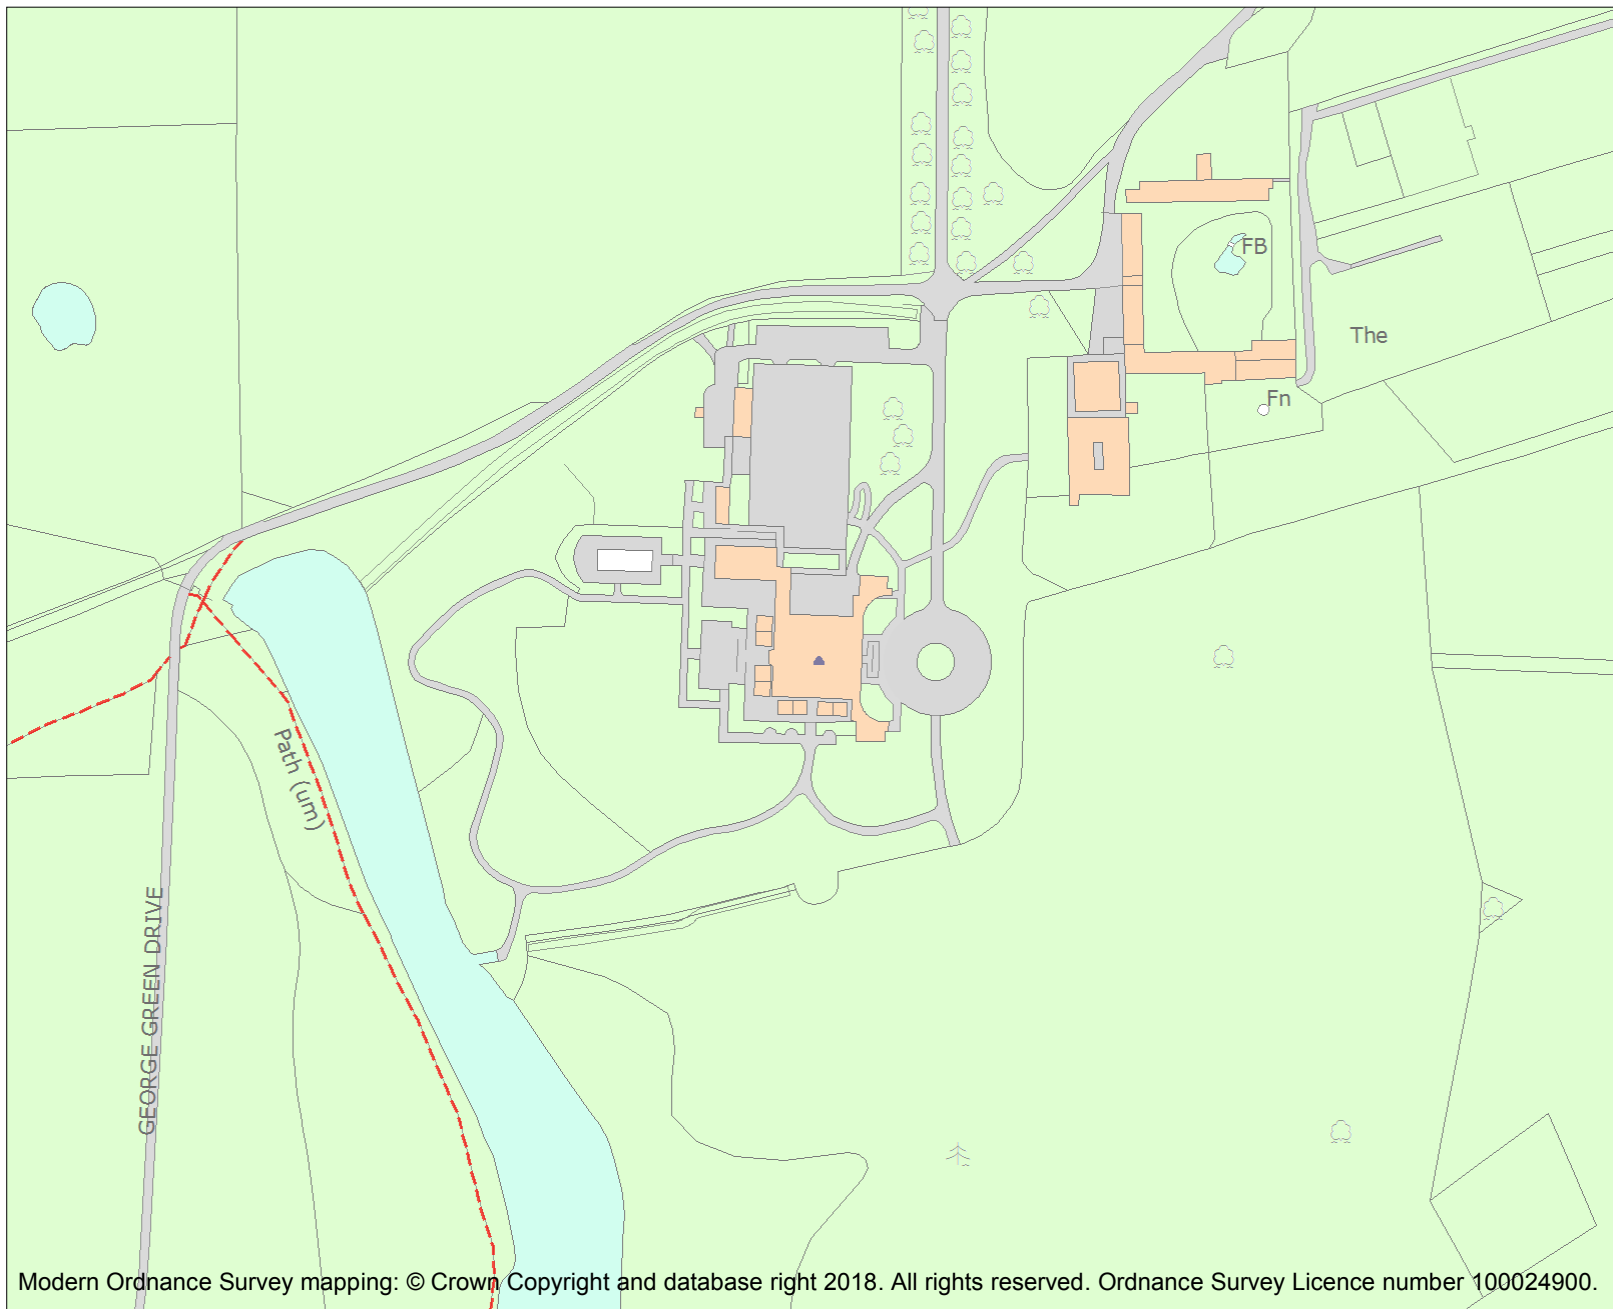 FB
The
Fn
Path (um)
GEORGE GREEN DRIVE
Modern Ordnance Survey mapping: © Crown Copyright and database right 2018. All rights reserved. Ordnance Survey Licence number 100024900.